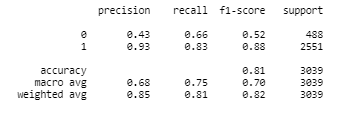 precision recall f1-score support
0 0.43 0.66 0.52 488
1 0.93 0.83 0.88 2551
accuracy 0.81 3039
macro avg 0.68 0.75 0.70 3039
weighted avg 0.85 0.81 0.82 3039